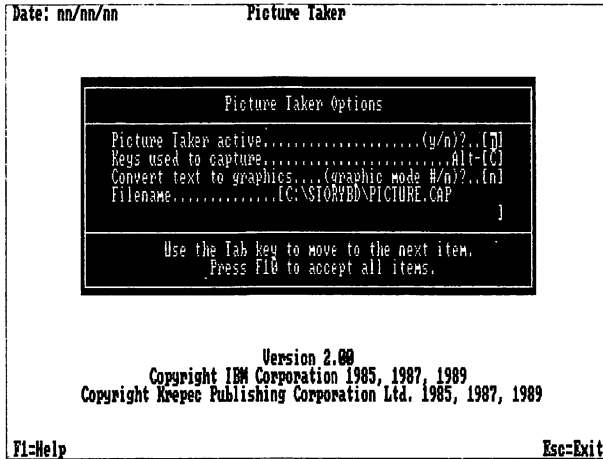 Date: nn/nn/nn Picture Taker
Picture Taker Options
Picture Taker active.....................(y/n)?..[n]
Keys used to capture.........................Alt-[C]
Convert text to graphics....(graphic mode #/n)?..[n]
Filename..............[C:\STORYBD\PICTURE.CAP
]
Use the Tab key to move to the next item.
Press F10 to accept all items.
Version 2.00
Copyright IBM Corporation 1985, 1987, 1989
Copyright Krepec Publishing Corporation Ltd. 1985, 1987, 1989
F1=Help Esc=Exit